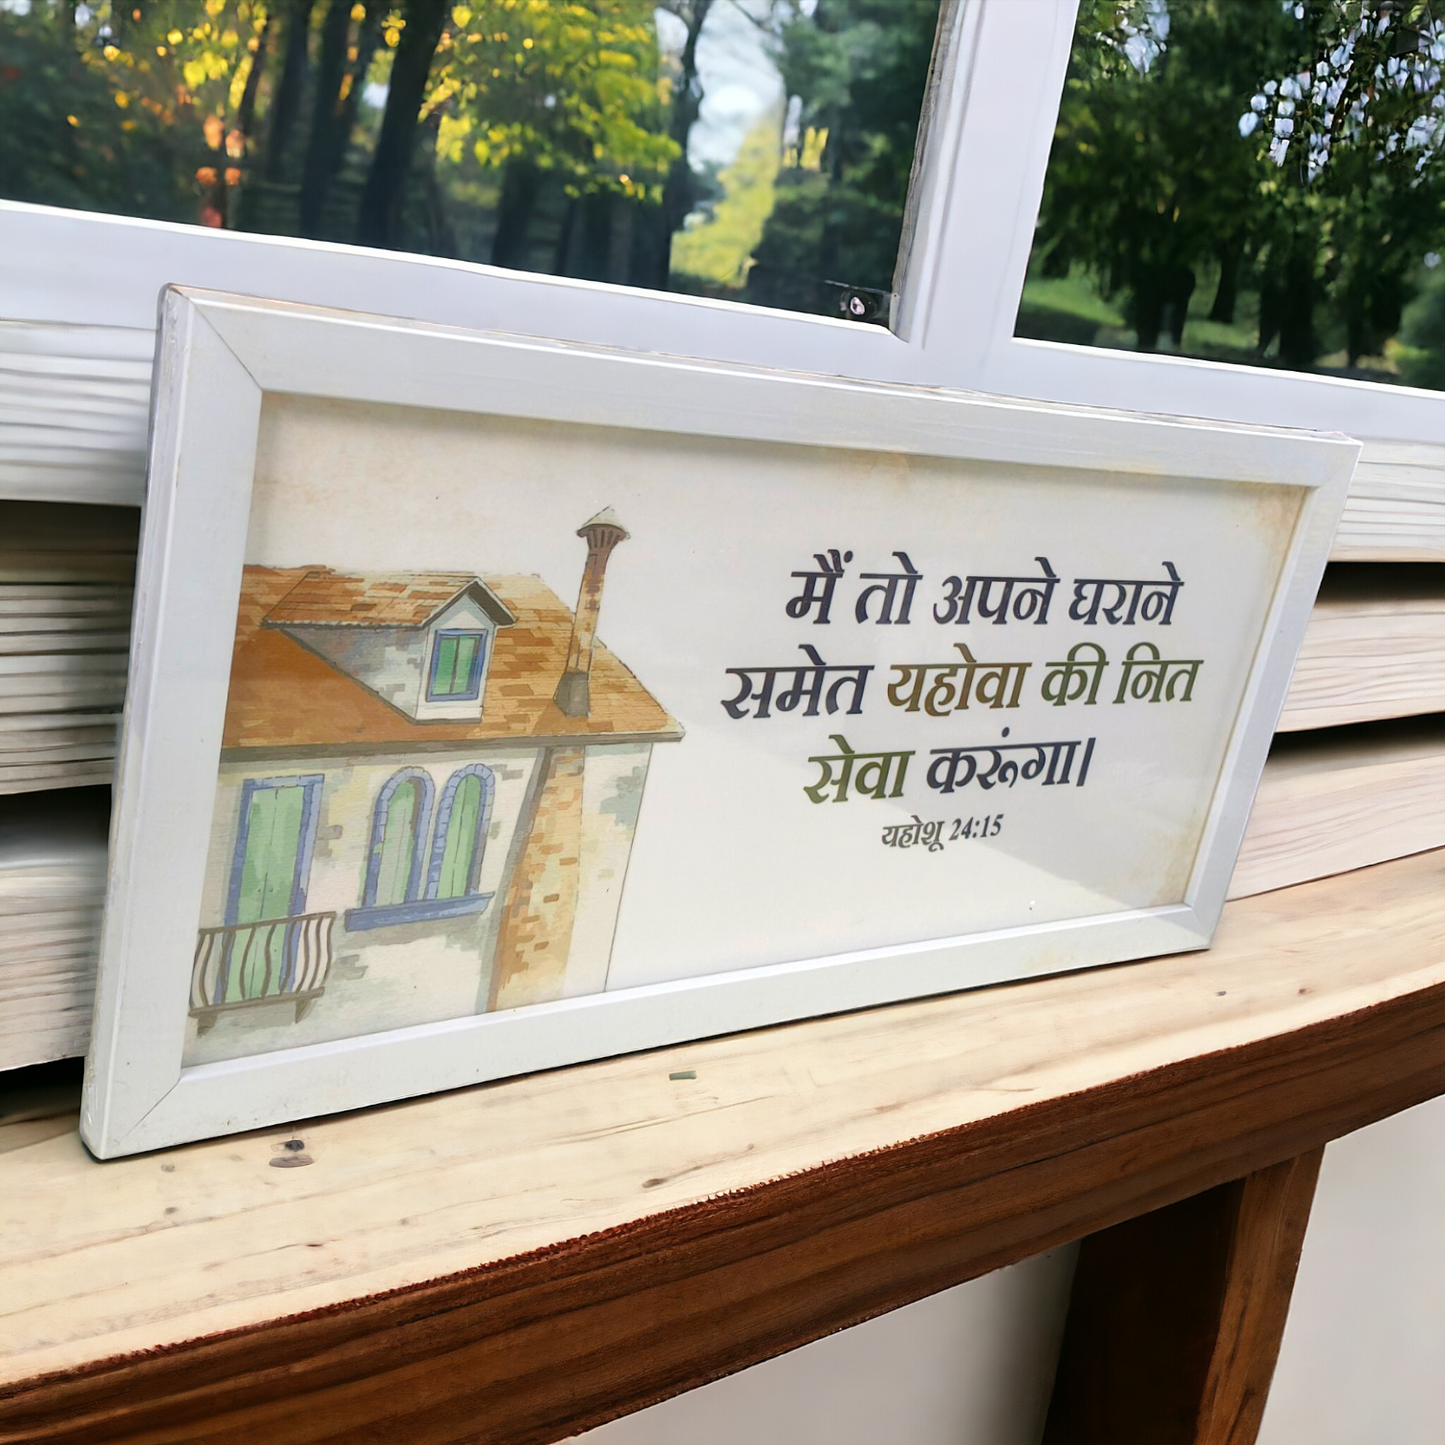 मैं तो अपने घराने
समेत यहोवा की नित
सेवा करूंगा।
यहोशू 24:15